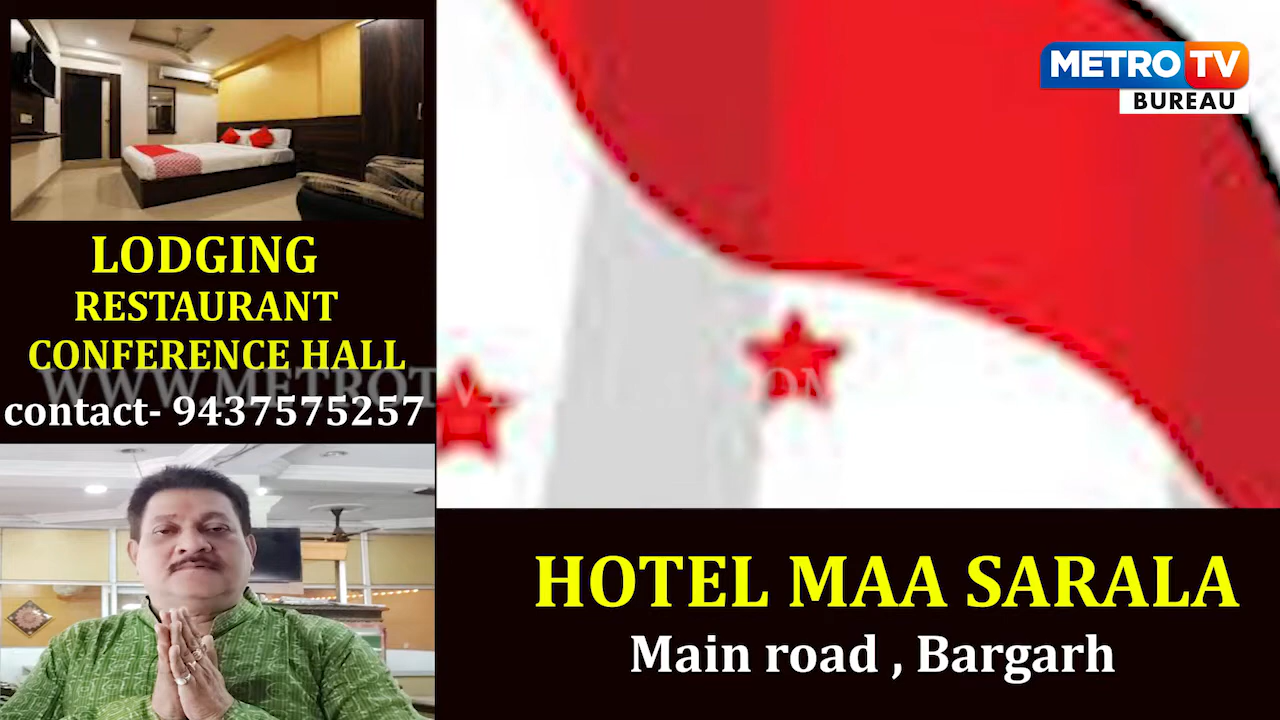 METRO TV
BUREAU
LODGING
RESTAURANT
CONFERENCE HALL
contact- 9437575257
HOTEL MAA SARALA
Main road , Bargarh